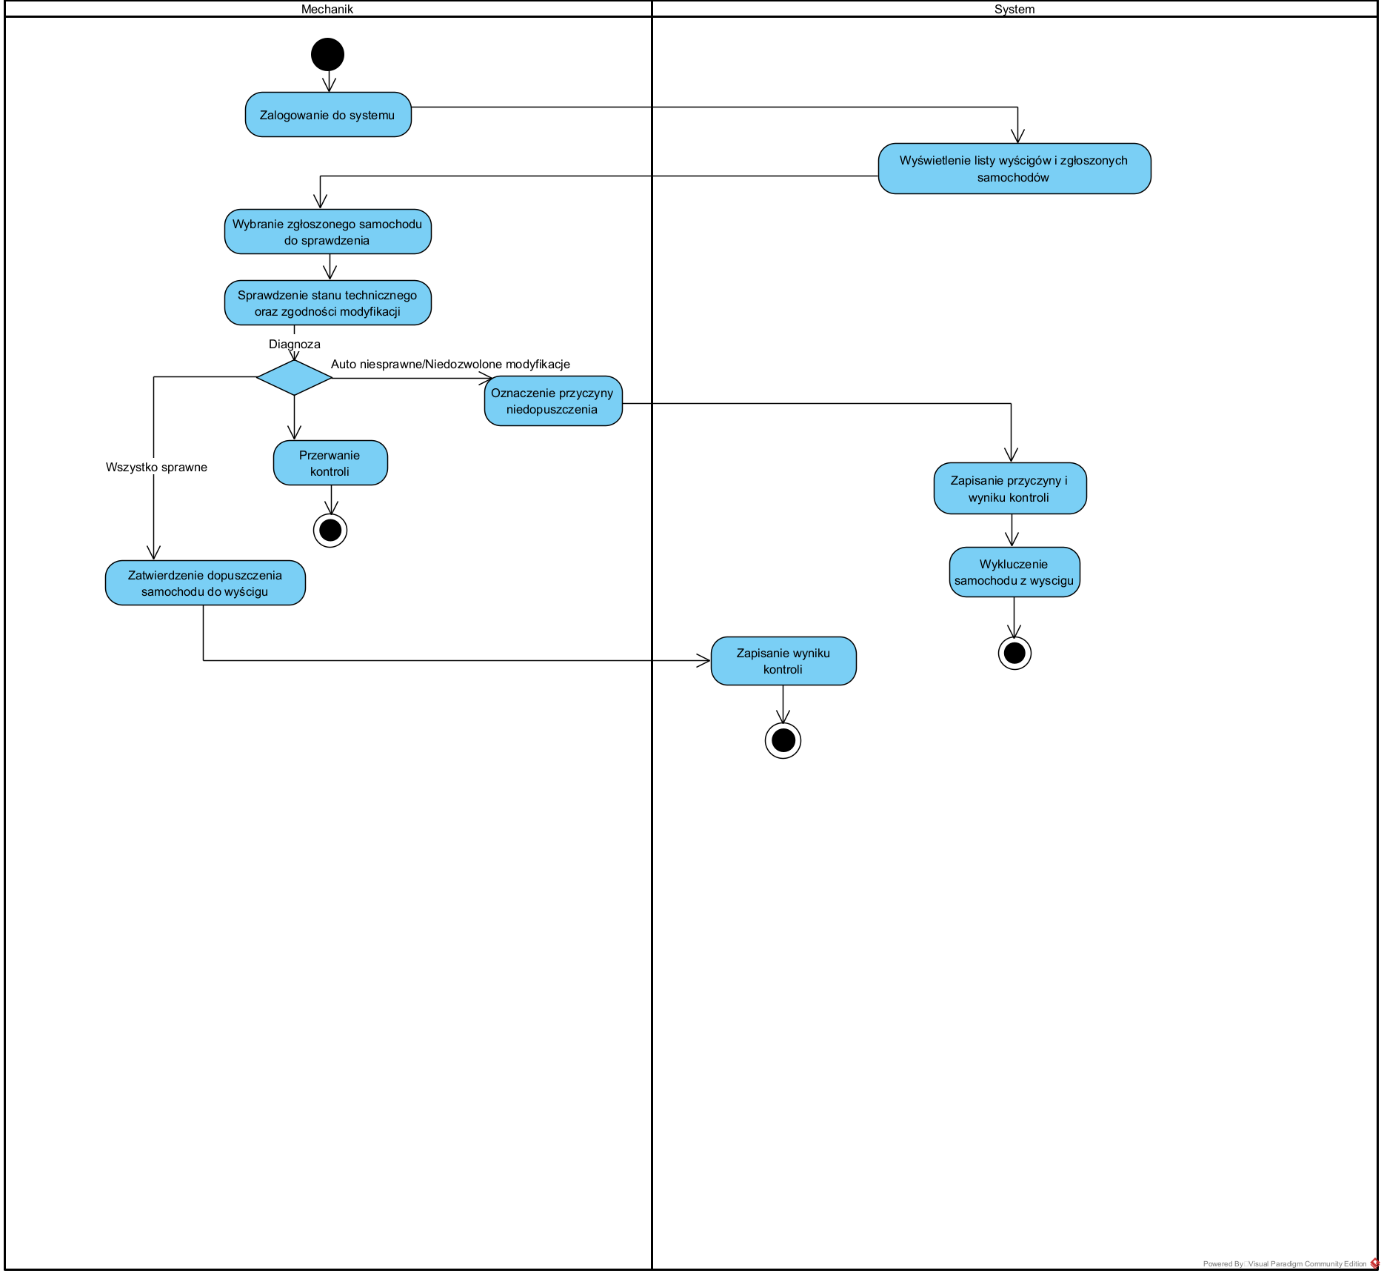 Mechanik
System
Zalogowanie do systemu
Wyświetlenie listy wyścigów i zgłoszonych
samochodów
Wybranie zgłoszonego samochodu
do sprawdzenia
Sprawdzenie stanu technicznego
oraz zgodności modyfikacji
Diagnoza
Auto niesprawne/Niedozwolone modyfikacje
Oznaczenie przyczyny
niedopuszczenia
Przerwanie
kontroli
Wszystko sprawne
Zapisanie przyczyny i
wyniku kontroli
Wykluczenie
samochodu z wyscigu
Zatwierdzenie dopuszczenia
samochodu do wyścigu
Zapisanie wyniku
kontroli
Powered By: Visual Paradigm Community Edition